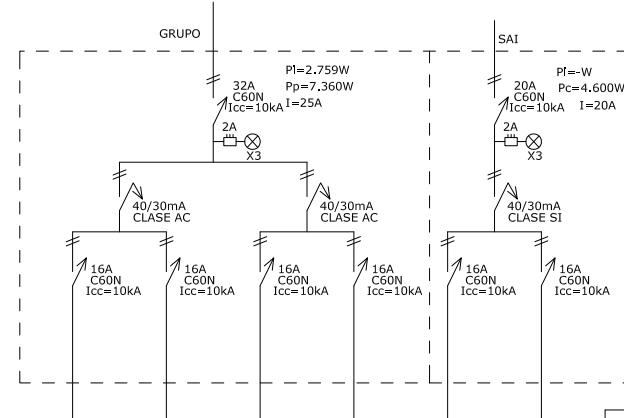 GRUPO
SAI
32A
C60N
Icc=10kA
Pi=2.759W
Pp=7.360W
I=25A
2A
X3
20A
C60N
Icc=10kA
Pi=-W
Pc=4.600W
I=20A
2A
X3
40/30mA
CLASE AC
40/30mA
CLASE AC
40/30mA
CLASE SI
16A
C60N
Icc=10kA
16A
C60N
Icc=10kA
16A
C60N
Icc=10kA
16A
C60N
Icc=10kA
16A
C60N
Icc=10kA
16A
C60N
Icc=10kA